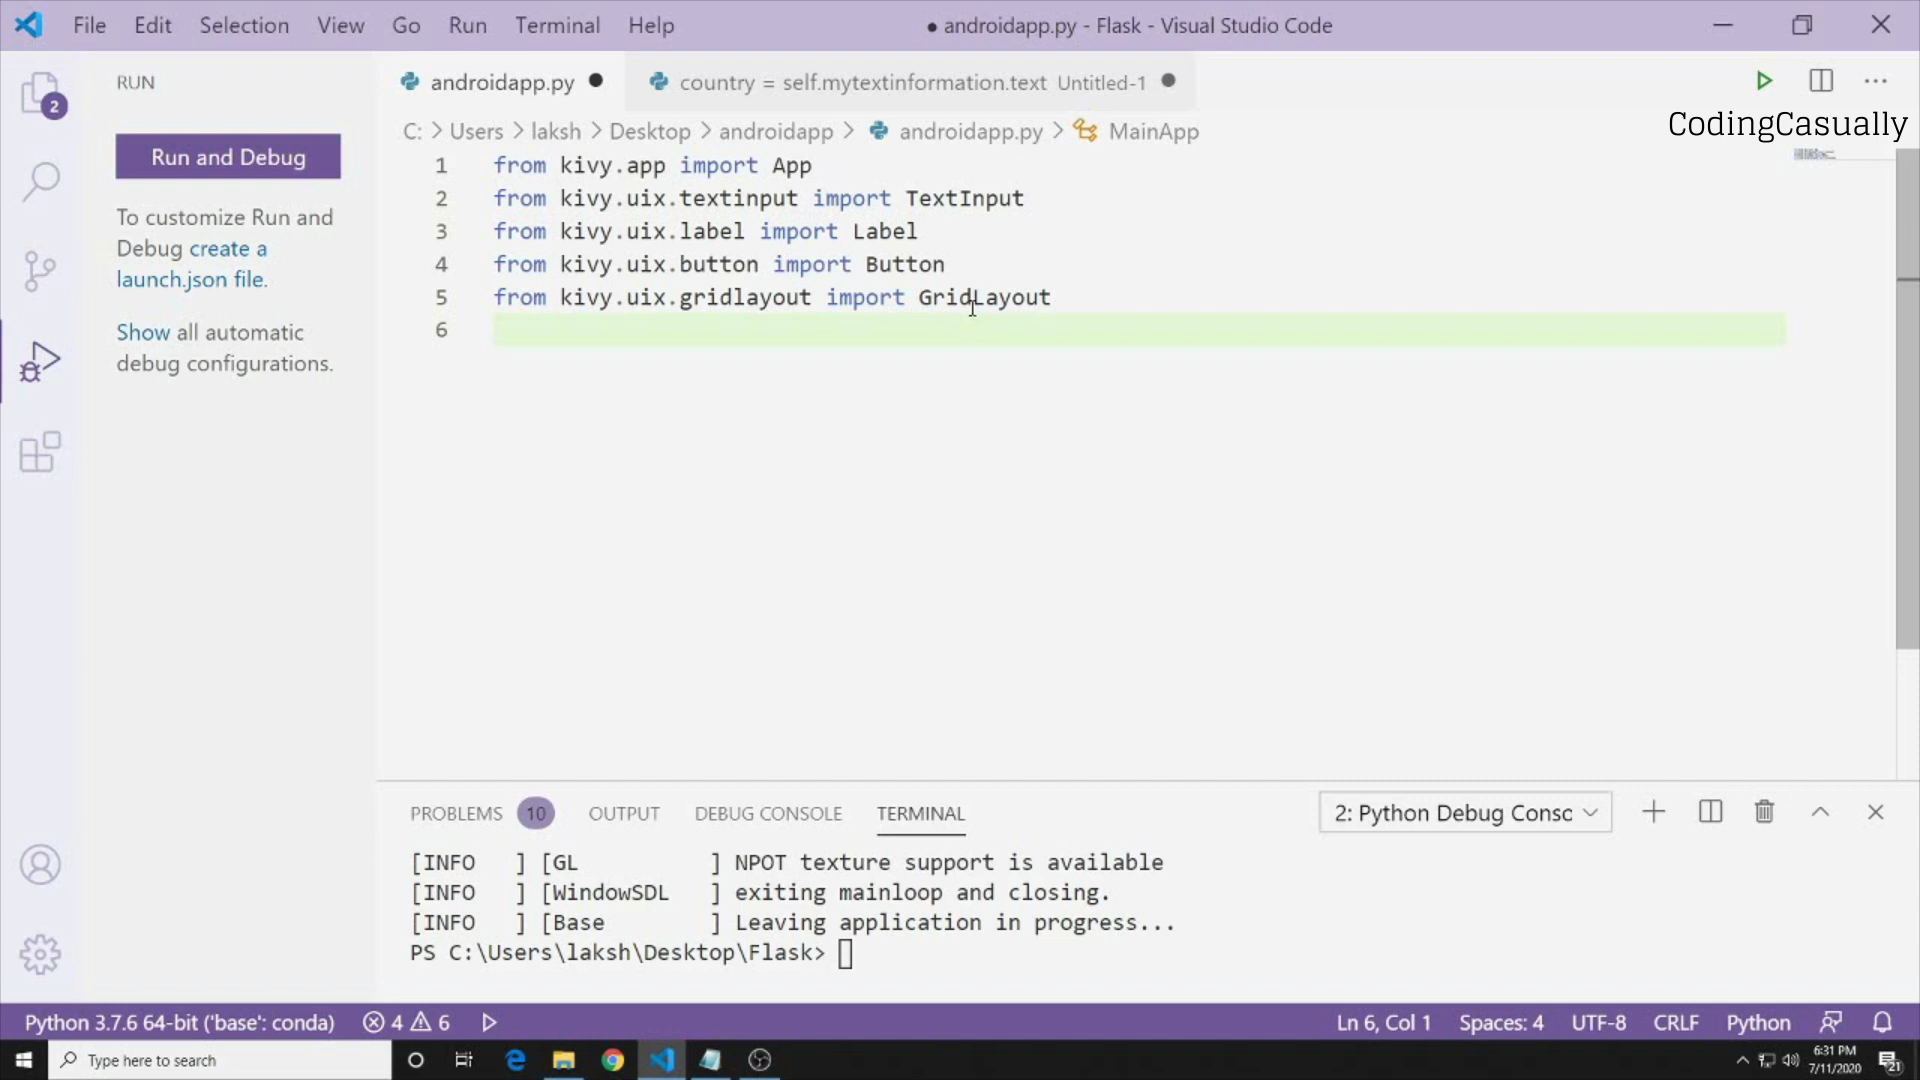 File Edit Selection View Go Run Terminal Help
● androidapp.py - Flask - Visual Studio Code
RUN
androidapp.py ●
country = self.mytextinformation.text Untitled-1 ●
CodingCasually
C: > Users > laksh > Desktop > androidapp > androidapp.py > MainApp
Run and Debug
To customize Run and
Debug create a
launch.json file.
Show all automatic
debug configurations.
1 from kivy.app import App
2 from kivy.uix.textinput import TextInput
3 from kivy.uix.label import Label
4 from kivy.uix.button import Button
5 from kivy.uix.gridlayout import GridLayout
6
2
PROBLEMS 10 OUTPUT DEBUG CONSOLE TERMINAL
2: Python Debug Consc
[INFO   ] [GL          ] NPOT texture support is available
[INFO   ] [WindowSDL   ] exiting mainloop and closing.
[INFO   ] [Base        ] Leaving application in progress...
PS C:\Users\laksh\Desktop\Flask>
Python 3.7.6 64-bit ('base': conda) 4 6
Ln 6, Col 1 Spaces: 4 UTF-8 CRLF Python
Type here to search
6:31 PM
7/11/2020
21